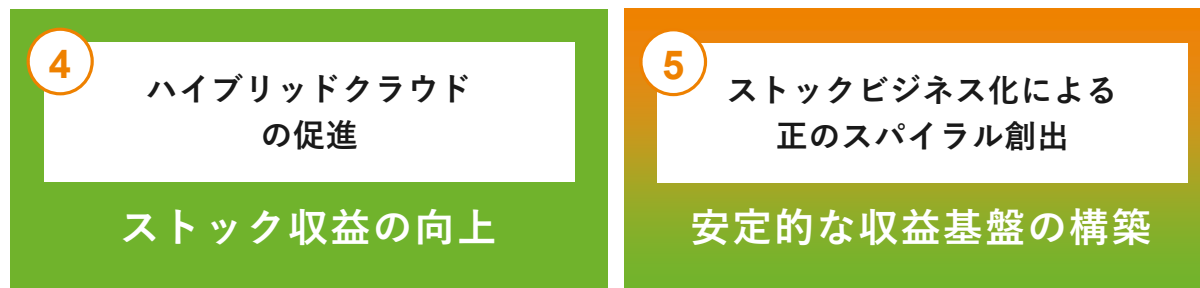 4
ハイブリッドクラウド
の促進
ストック収益の向上
5
ストックビジネス化による
正のスパイラル創出
安定的な収益基盤の構築